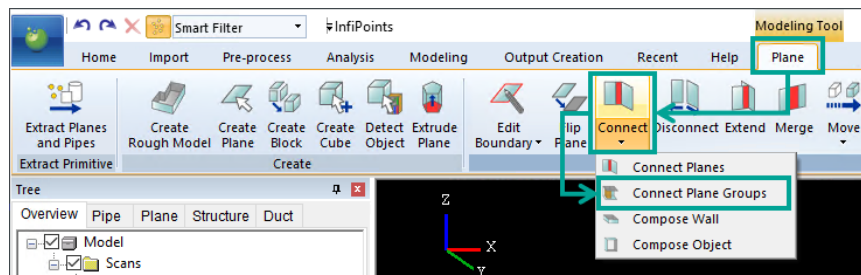 Smart Filter
InfiPoints
Modeling Tool
Home Import Pre-process Analysis Modeling Output Creation Recent Help Plane
Extract Planes
and Pipes
Create
Rough Model
Create
Plane
Create
Block
Create
Cube
Detect
Object
Extrude
Plane
Edit
Boundary
Flip
Plane
Connect
Disconnect
Extend
Merge
Move
Extract Primitive
Create
Connect Planes
Connect Plane Groups
Compose Wall
Compose Object
Tree
Overview Pipe Plane Structure Duct
Model
Scans
Z
X
Y